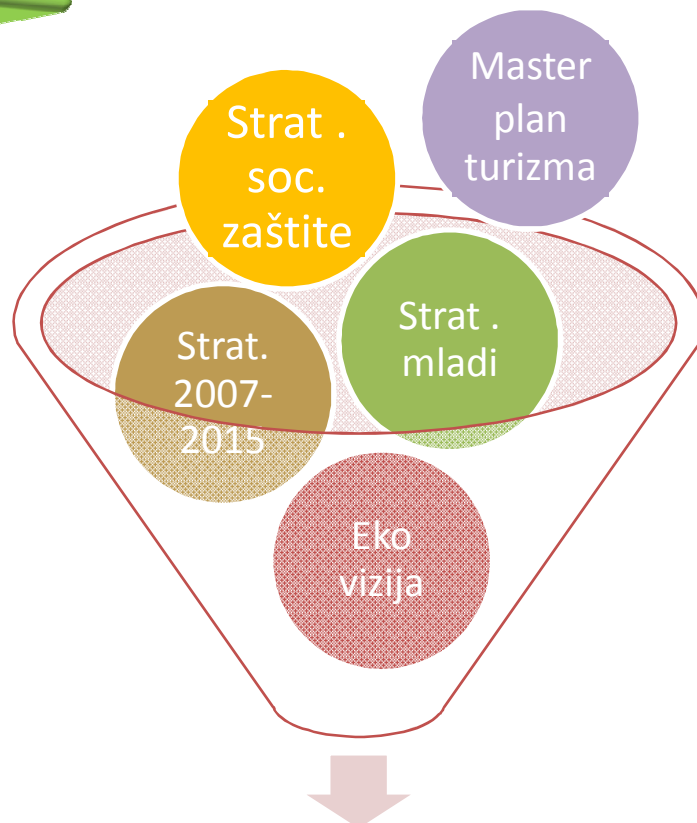 Master
plan
turizma
Strat .
soc.
zaštite
Strat .
mladi
Strat.
2007-
2015
Eko
vizija